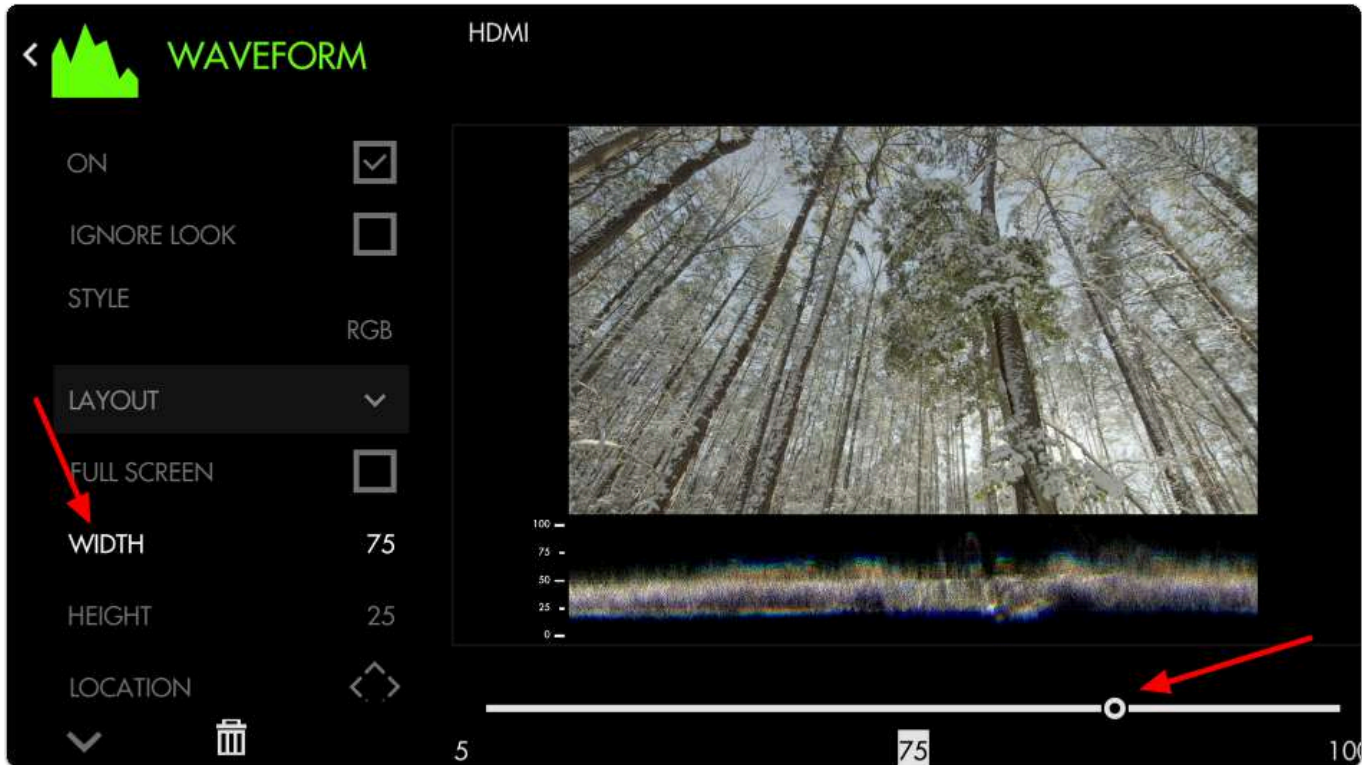 WAVEFORM
HDMI
ON
IGNORE LOOK
STYLE
RGB
LAYOUT
FULL SCREEN
WIDTH 75
HEIGHT 25
LOCATION
100
75
50
25
0
5 75 100